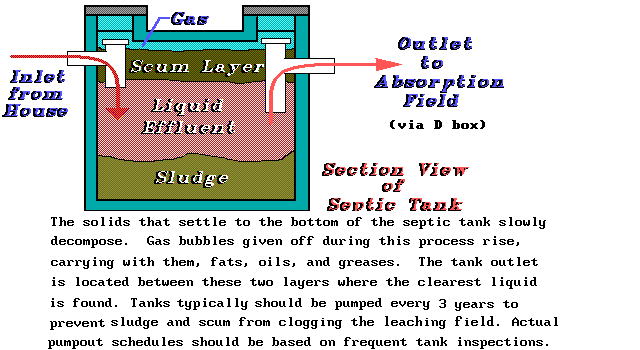 Gas
Scum Layer
Inlet
from
House
Liquid
Effluent
Sludge
Outlet
to
Absorption
Field
(via D box)
Section View
of
Septic Tank
The solids that settle to the bottom of the septic tank slowly
decompose.  Gas bubbles given off during this process rise,
carrying with them, fats, oils, and greases.  The tank outlet
is located between these two layers where the clearest liquid
is found. Tanks typically should be pumped every 3 years to
prevent sludge and scum from clogging the leaching field. Actual
pumpout schedules should be based on frequent tank inspections.